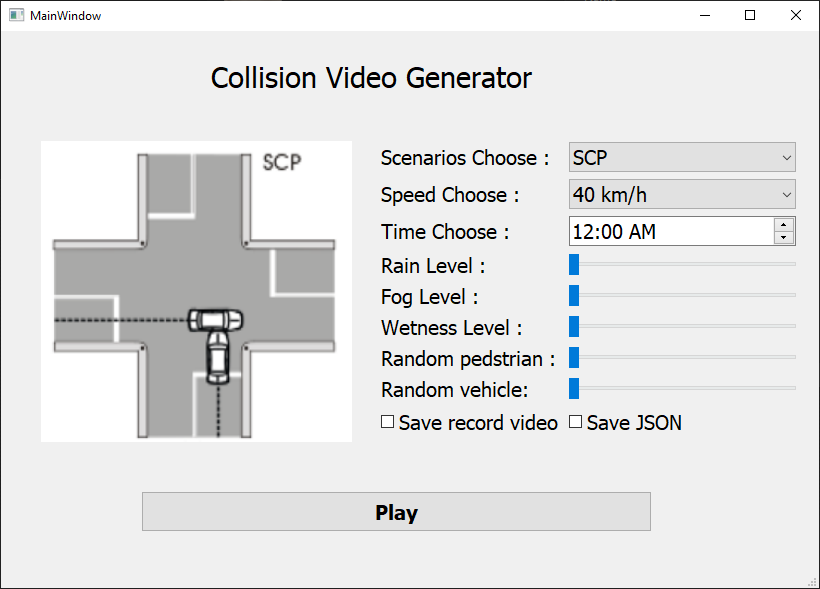 MainWindow
Collision Video Generator
SCP
Scenarios Choose : SCP
Speed Choose : 40 km/h
Time Choose : 12:00 AM
Rain Level :
Fog Level :
Wetness Level :
Random pedstrian :
Random vehicle:
Save record video Save JSON
Play